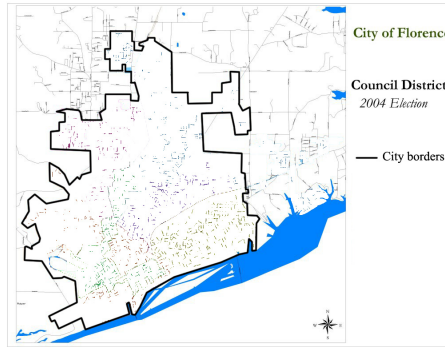 City of Florence
Council District
2004 Election
City borders
N
W
E
S